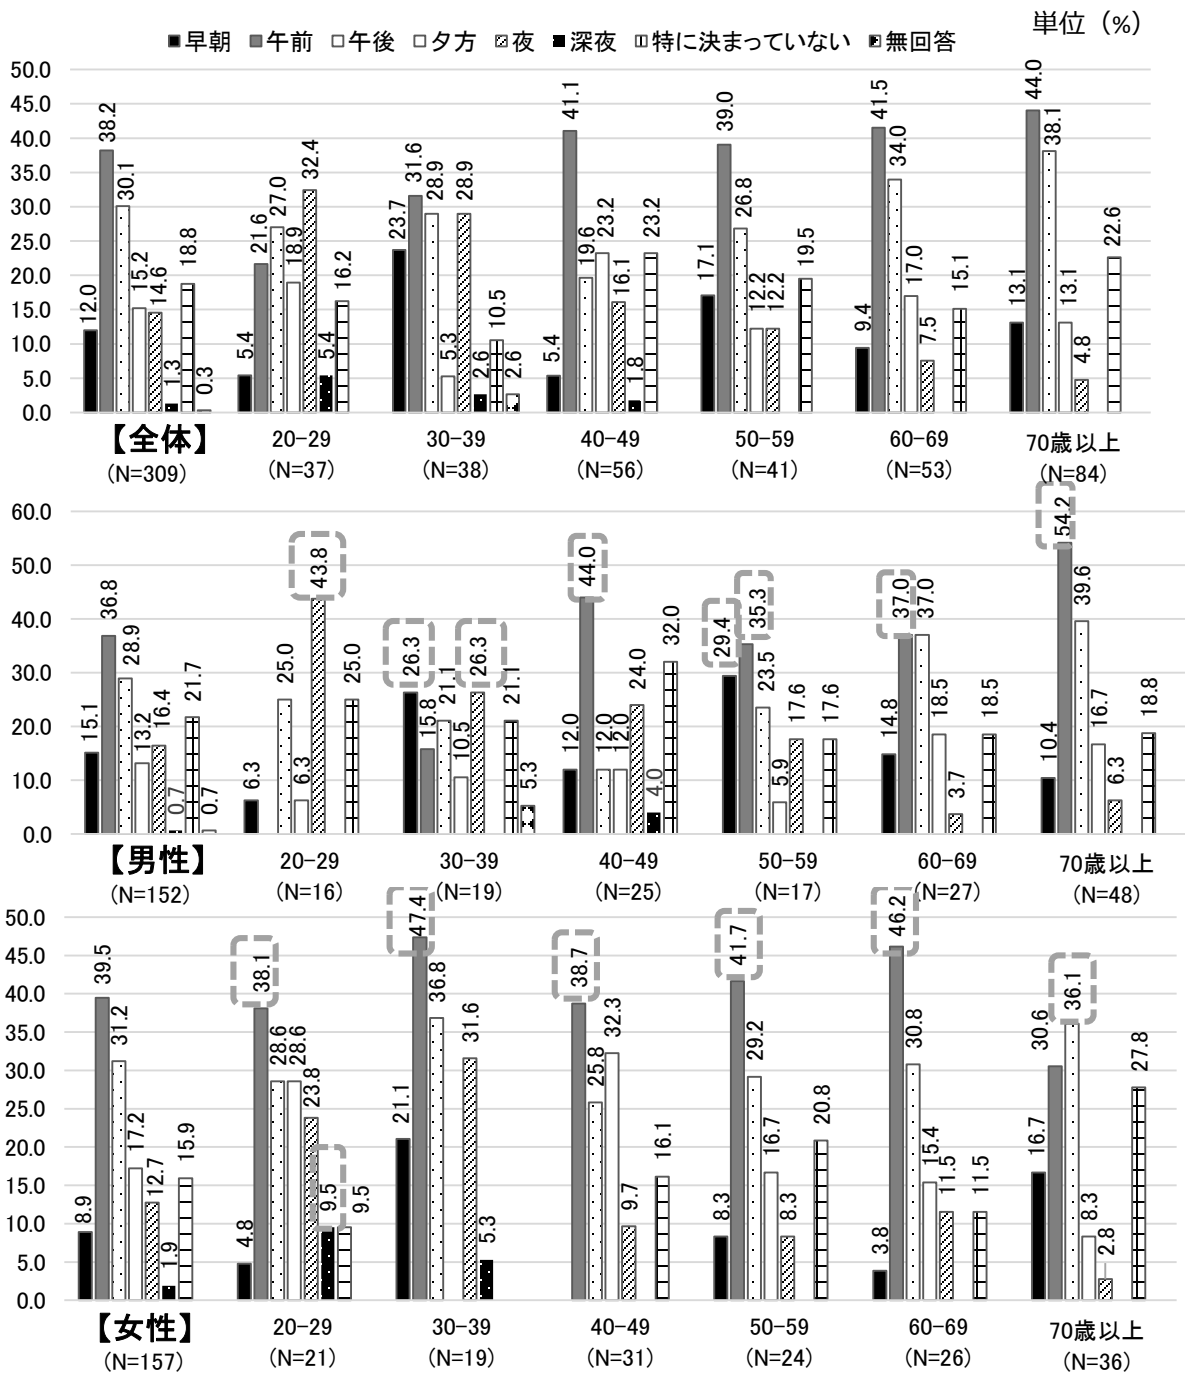 単位（%）
■早朝 ■午前 □午後 □夕方 夜 ■深夜 特に決まっていない 無回答
50.0
45.0
40.0
35.0
30.0
25.0
20.0
15.0
10.0
5.0
0.0
12.0 38.2 30.1 15.2 14.6 1.3 18.8 0.3
5.4 21.6 27.0 18.9 32.4 5.4 16.2
23.7 31.6 28.9 5.3 28.9 2.6 10.5 2.6
5.4 41.1 19.6 23.2 16.1 1.8 23.2
17.1 39.0 26.8 12.2 12.2 19.5
9.4 41.5 34.0 17.0 7.5 15.1
13.1 44.0 38.1 13.1 4.8 22.6
【全体】 20-29 30-39 40-49 50-59 60-69 70歳以上
(N=309) (N=37) (N=38) (N=56) (N=41) (N=53) (N=84)
60.0
50.0
40.0
30.0
20.0
10.0
0.0
15.1 36.8 28.9 13.2 16.4 0.7 21.7 0.7
6.3 25.0 6.3 43.8 25.0
26.3 15.8 21.1 10.5 26.3 21.1 5.3
12.0 44.0 12.0 12.0 24.0 4.0 32.0
29.4 35.3 23.5 5.9 17.6 17.6
14.8 37.0 37.0 18.5 3.7 18.5
10.4 54.2 39.6 16.7 6.3 18.8
【男性】 20-29 30-39 40-49 50-59 60-69 70歳以上
(N=152) (N=16) (N=19) (N=25) (N=17) (N=27) (N=48)
50.0
45.0
40.0
35.0
30.0
25.0
20.0
15.0
10.0
5.0
0.0
8.9 39.5 31.2 17.2 12.7 1.9 15.9
4.8 38.1 28.6 28.6 23.8 9.5 9.5
21.1 47.4 36.8 31.6 5.3
38.7 25.8 32.3 9.7 16.1
8.3 41.7 29.2 16.7 8.3 20.8
3.8 46.2 30.8 15.4 11.5 11.5
16.7 30.6 36.1 8.3 2.8 27.8
【女性】 20-29 30-39 40-49 50-59 60-69 70歳以上
(N=157) (N=21) (N=19) (N=31) (N=24) (N=26) (N=36)